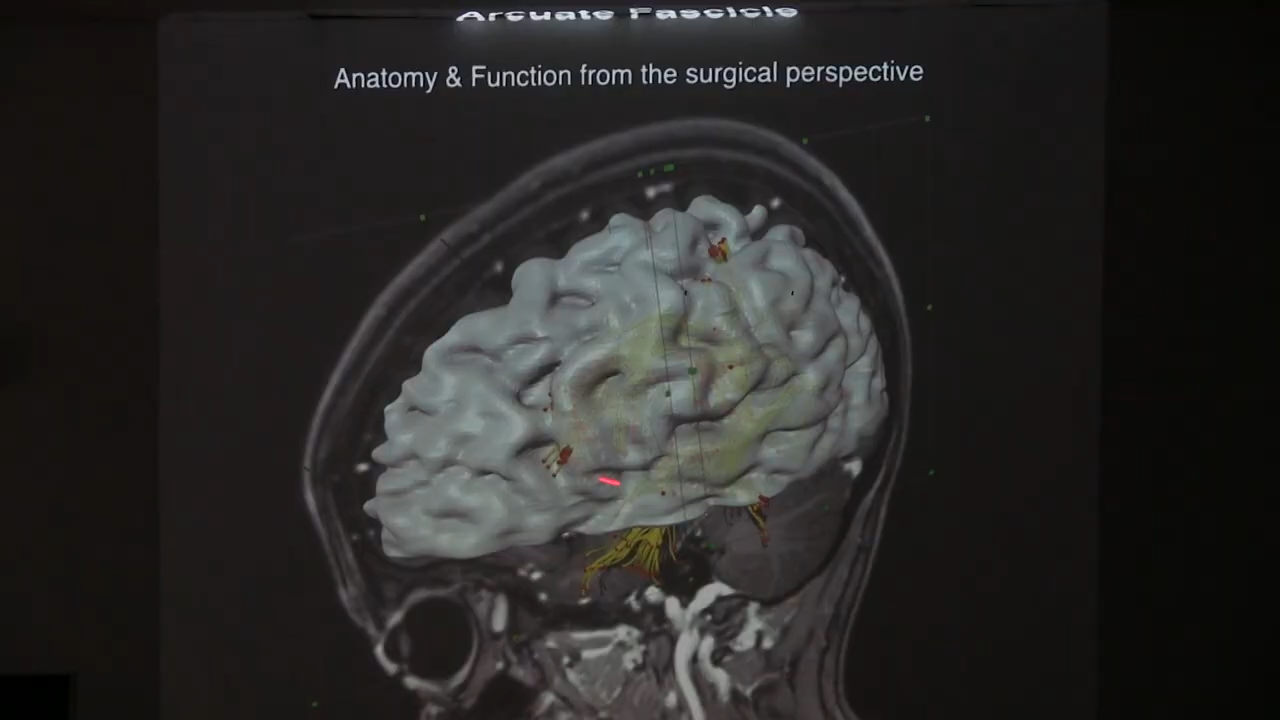 Arcuate Fascicle
Anatomy & Function from the surgical perspective